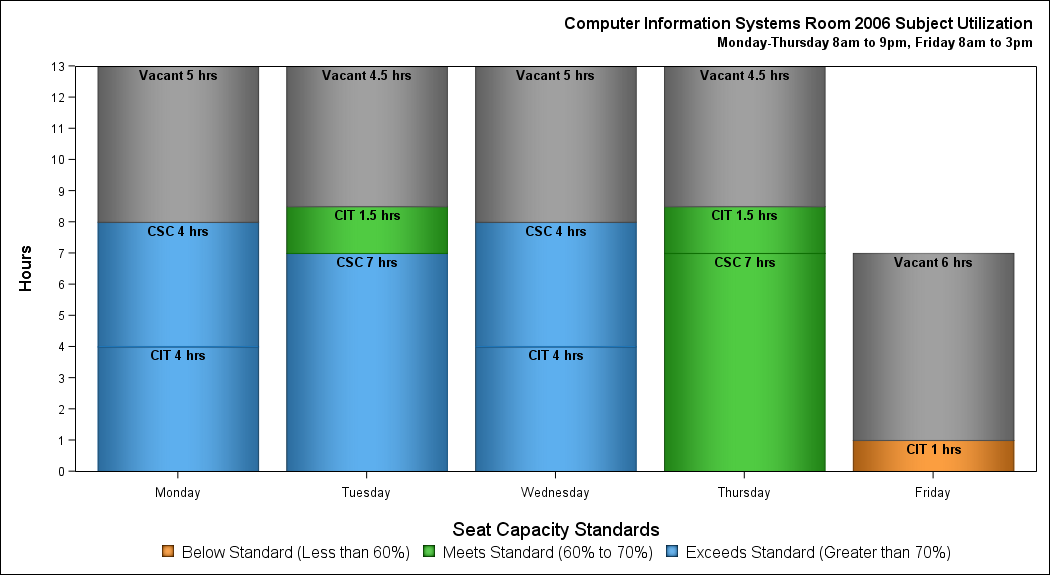 Computer Information Systems Room 2006 Subject Utilization
Monday-Thursday 8am to 9pm, Friday 8am to 3pm
Hours
13
12
11
10
9
8
7
6
5
4
3
2
1
0
Vacant 5 hrs
CSC 4 hrs
CIT 4 hrs
Vacant 4.5 hrs
CIT 1.5 hrs
CSC 7 hrs
Vacant 5 hrs
CSC 4 hrs
CIT 4 hrs
Vacant 4.5 hrs
CIT 1.5 hrs
CSC 7 hrs
Vacant 6 hrs
CIT 1 hrs
Monday Tuesday Wednesday Thursday Friday
Seat Capacity Standards
Below Standard (Less than 60%) Meets Standard (60% to 70%) Exceeds Standard (Greater than 70%)